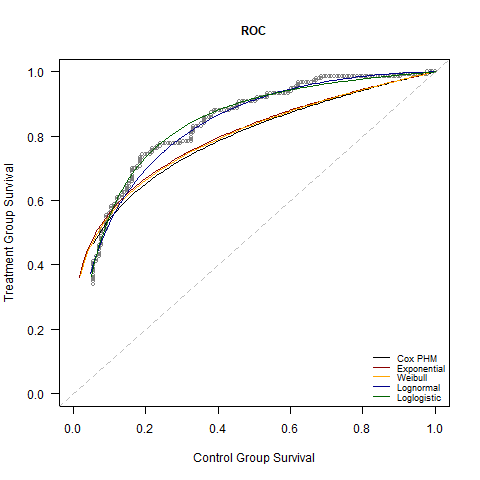 ROC
Treatment Group Survival
1.0
0.8
0.6
0.4
0.2
0.0
Cox PHM
Exponential
Weibull
Lognormal
Loglogistic
0.0 0.2 0.4 0.6 0.8 1.0
Control Group Survival